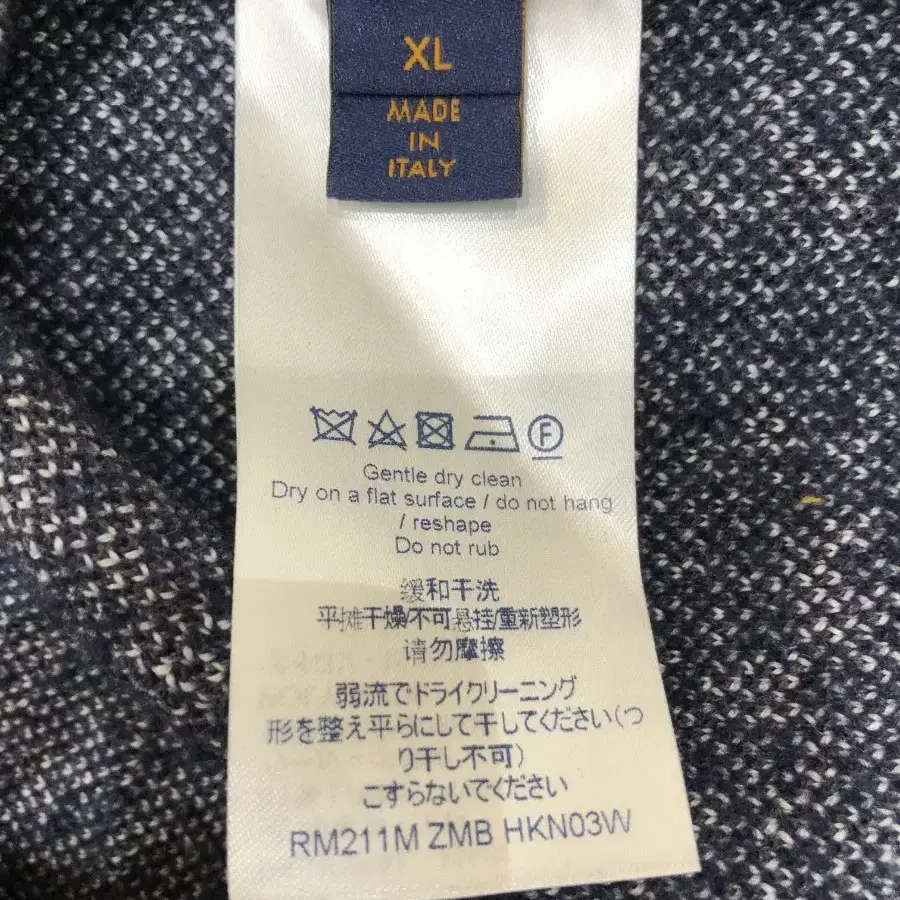 XL
MADE
IN
ITALY
F
Gentle dry clean
Dry on a flat surface / do not hang
/ reshape
Do not rub
缓和干洗
平摊干燥/不可悬挂/重新塑形
请勿摩擦
弱流でドライクリーニング
形を整え平らにして干してください(つ
り干し不可)
こすらないでください
RM211M ZMB HKN03W